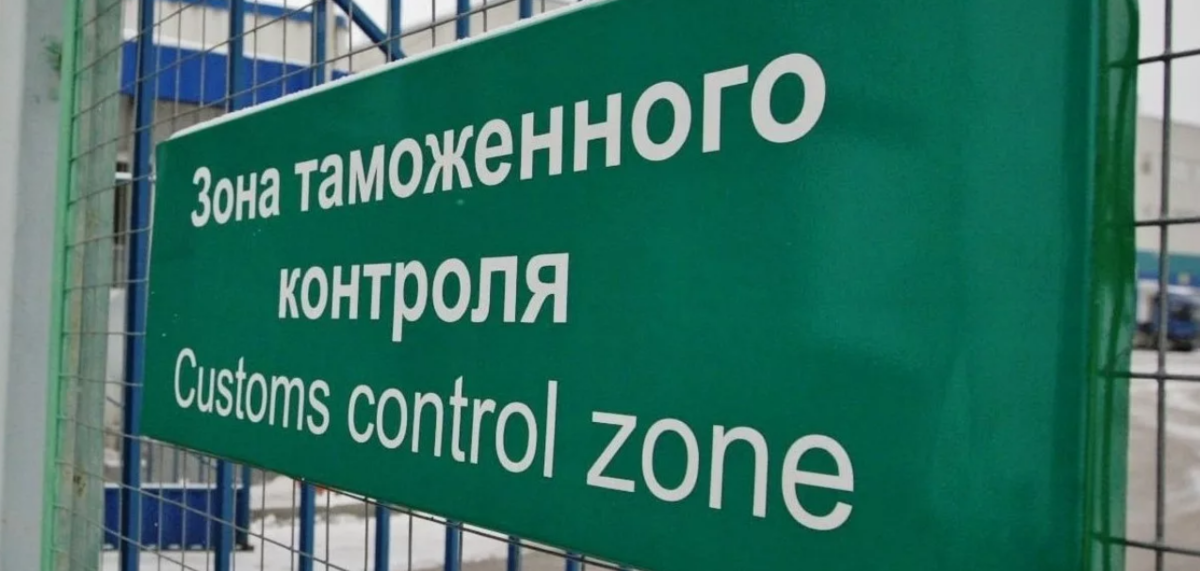 Зона таможенного
контроля
Customs control zone